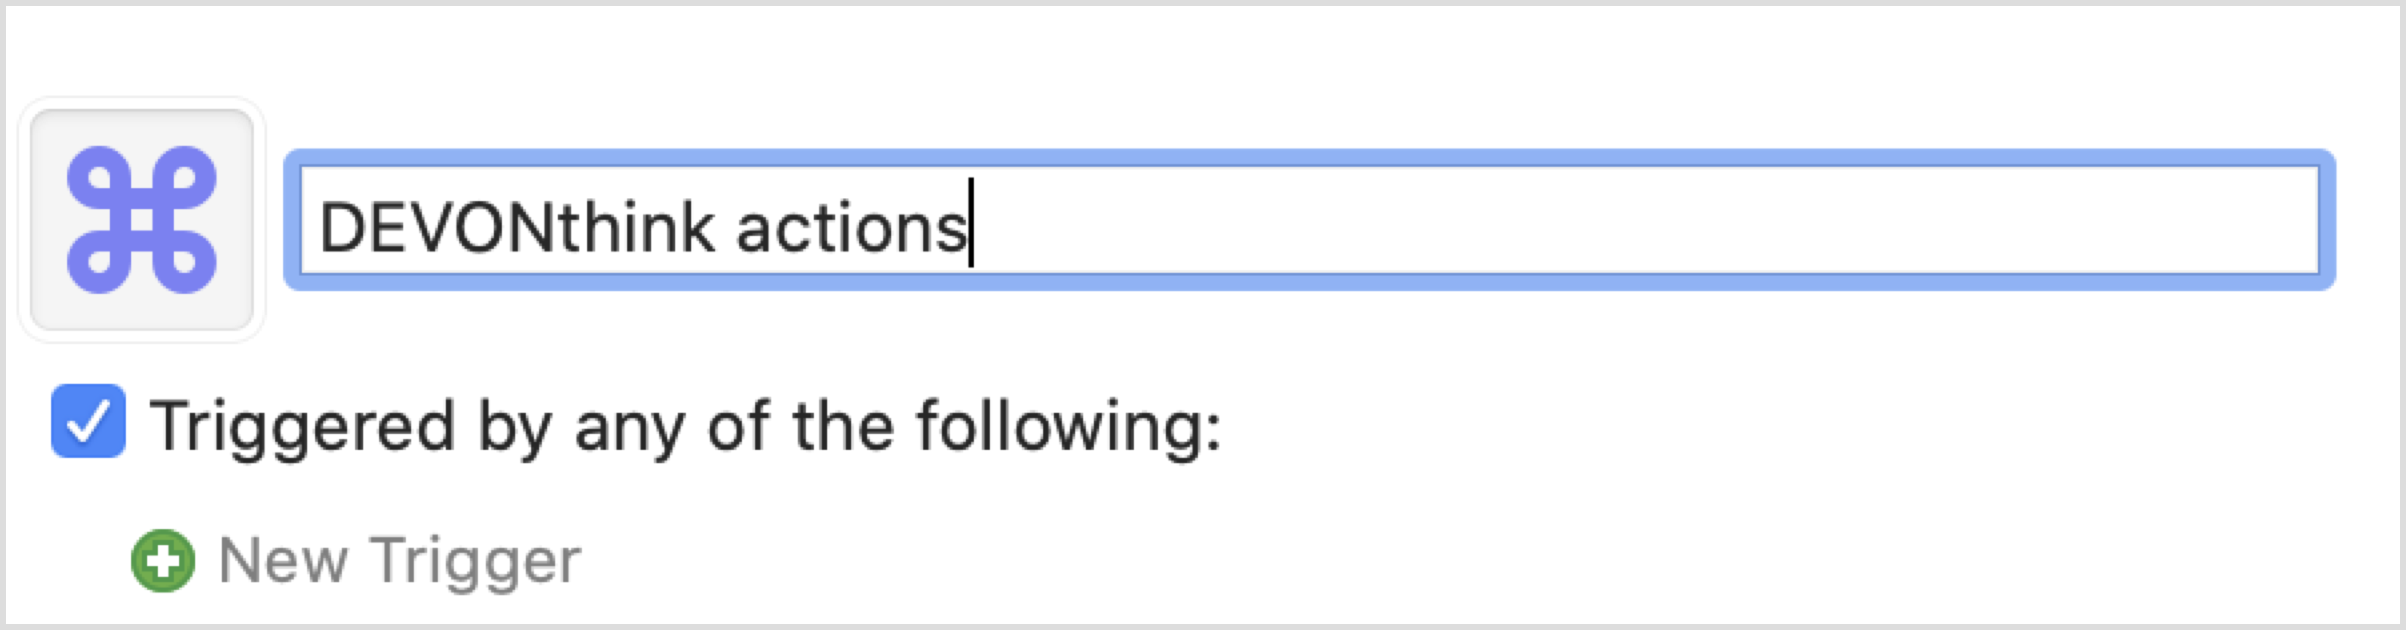 DEVONthink actions
Triggered by any of the following:
New Trigger